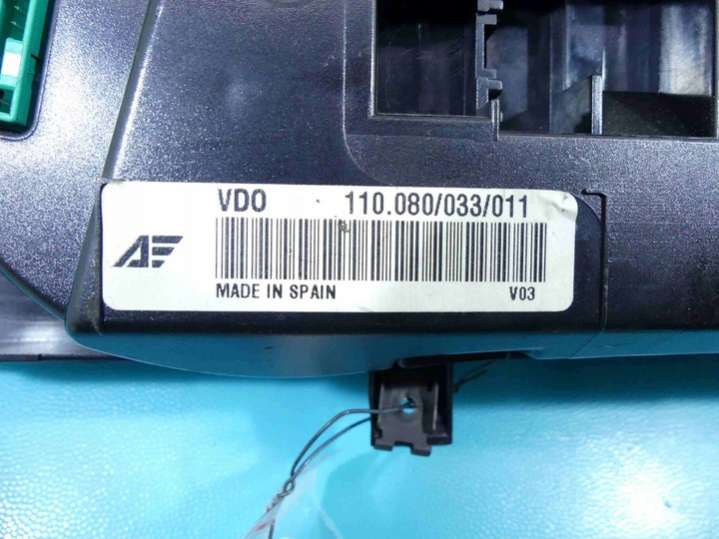 VDO 110.080/033/011
AF
MADE IN SPAIN V03